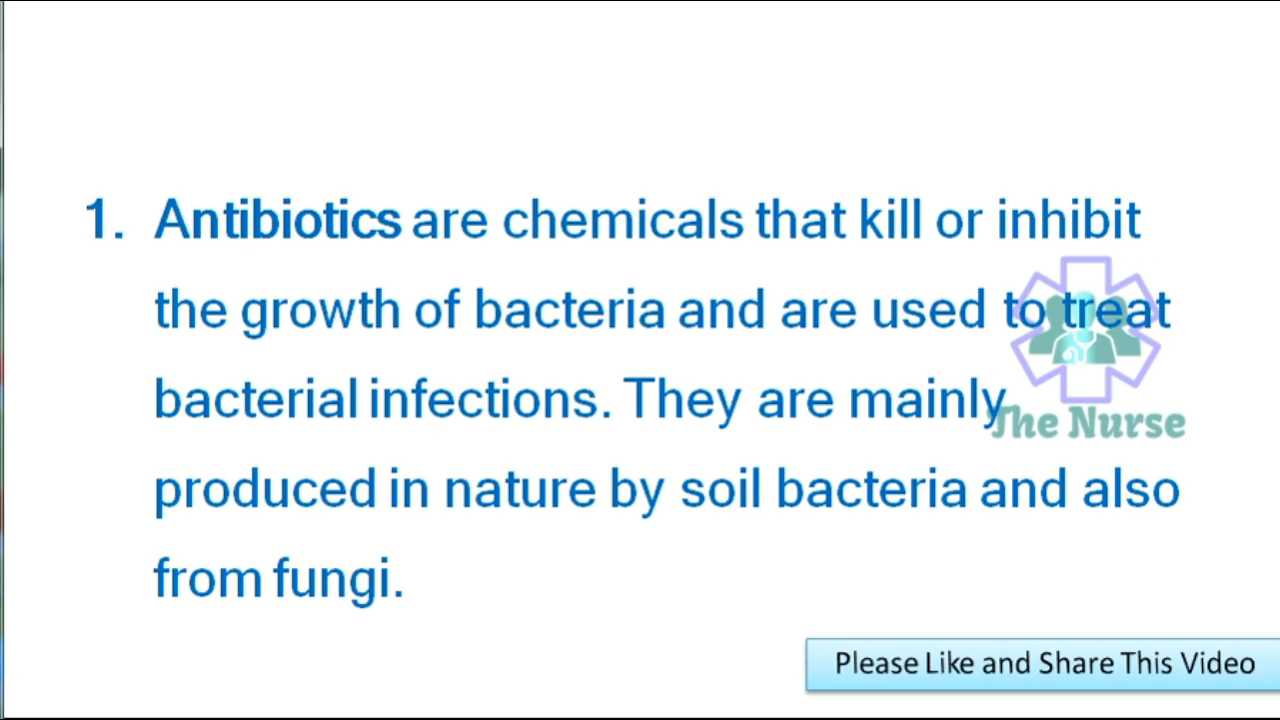 1. Antibiotics are chemicals that kill or inhibit
the growth of bacteria and are used to treat
bacterial infections. They are mainly
The Nurse
produced in nature by soil bacteria and also
from fungi.
Please Like and Share This Video